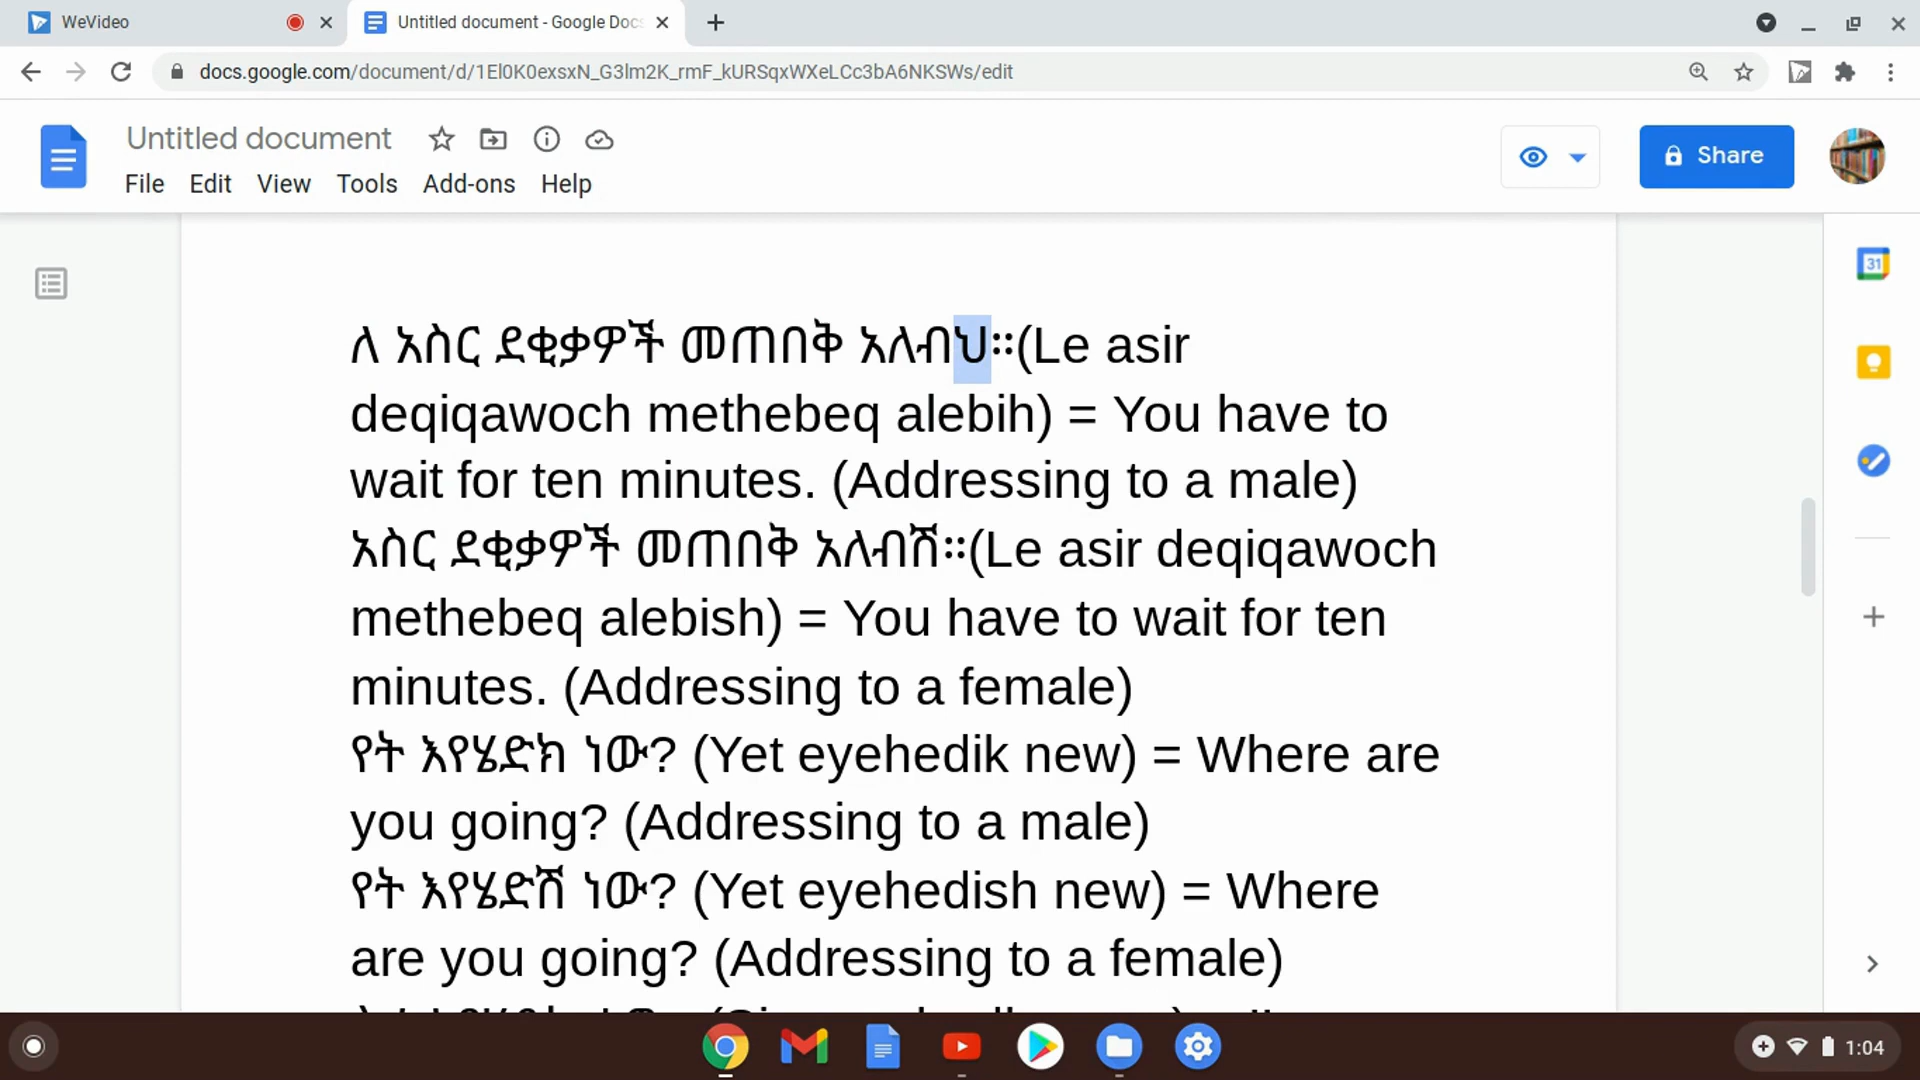 WeVideo
Untitled document - Google Docs
docs.google.com/document/d/1El0K0exsxN_G3lm2K_rmF_kURSqxWXeLCc3bA6NKSWs/edit
Untitled document
File Edit View Tools Add-ons Help
Share
31
ለ አስር ደቂቃዎች መጠበቅ አለብህ።(Le asir
deqiqawoch methebeq alebih) = You have to
wait for ten minutes. (Addressing to a male)
አስር ደቂቃዎች መጠበቅ አለብሽ።(Le asir deqiqawoch
methebeq alebish) = You have to wait for ten
minutes. (Addressing to a female)
የት እየሄድክ ነው? (Yet eyehedik new) = Where are
you going? (Addressing to a male)
የት እየሄድሽ ነው? (Yet eyehedish new) = Where
are you going? (Addressing to a female)
1:04